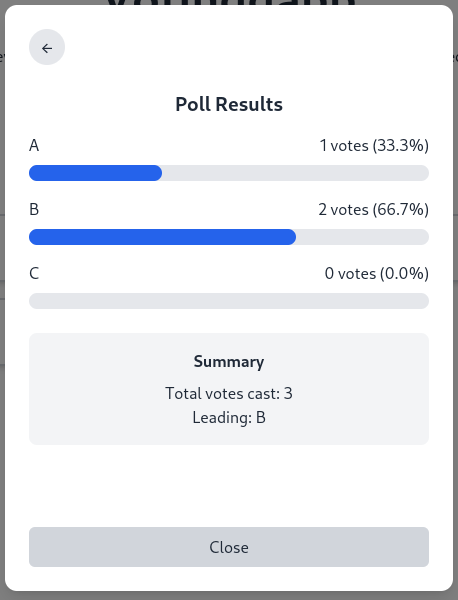 ←
Poll Results
A 1 votes (33.3%)
B 2 votes (66.7%)
C 0 votes (0.0%)
Summary
Total votes cast: 3
Leading: B
Close